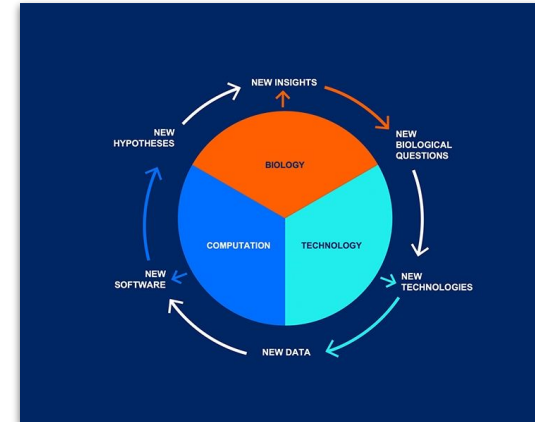 NEW INSIGHTS
NEW
BIOLOGICAL
QUESTIONS
NEW
HYPOTHESES
BIOLOGY
COMPUTATION
TECHNOLOGY
NEW
TECHNOLOGIES
NEW
SOFTWARE
NEW DATA